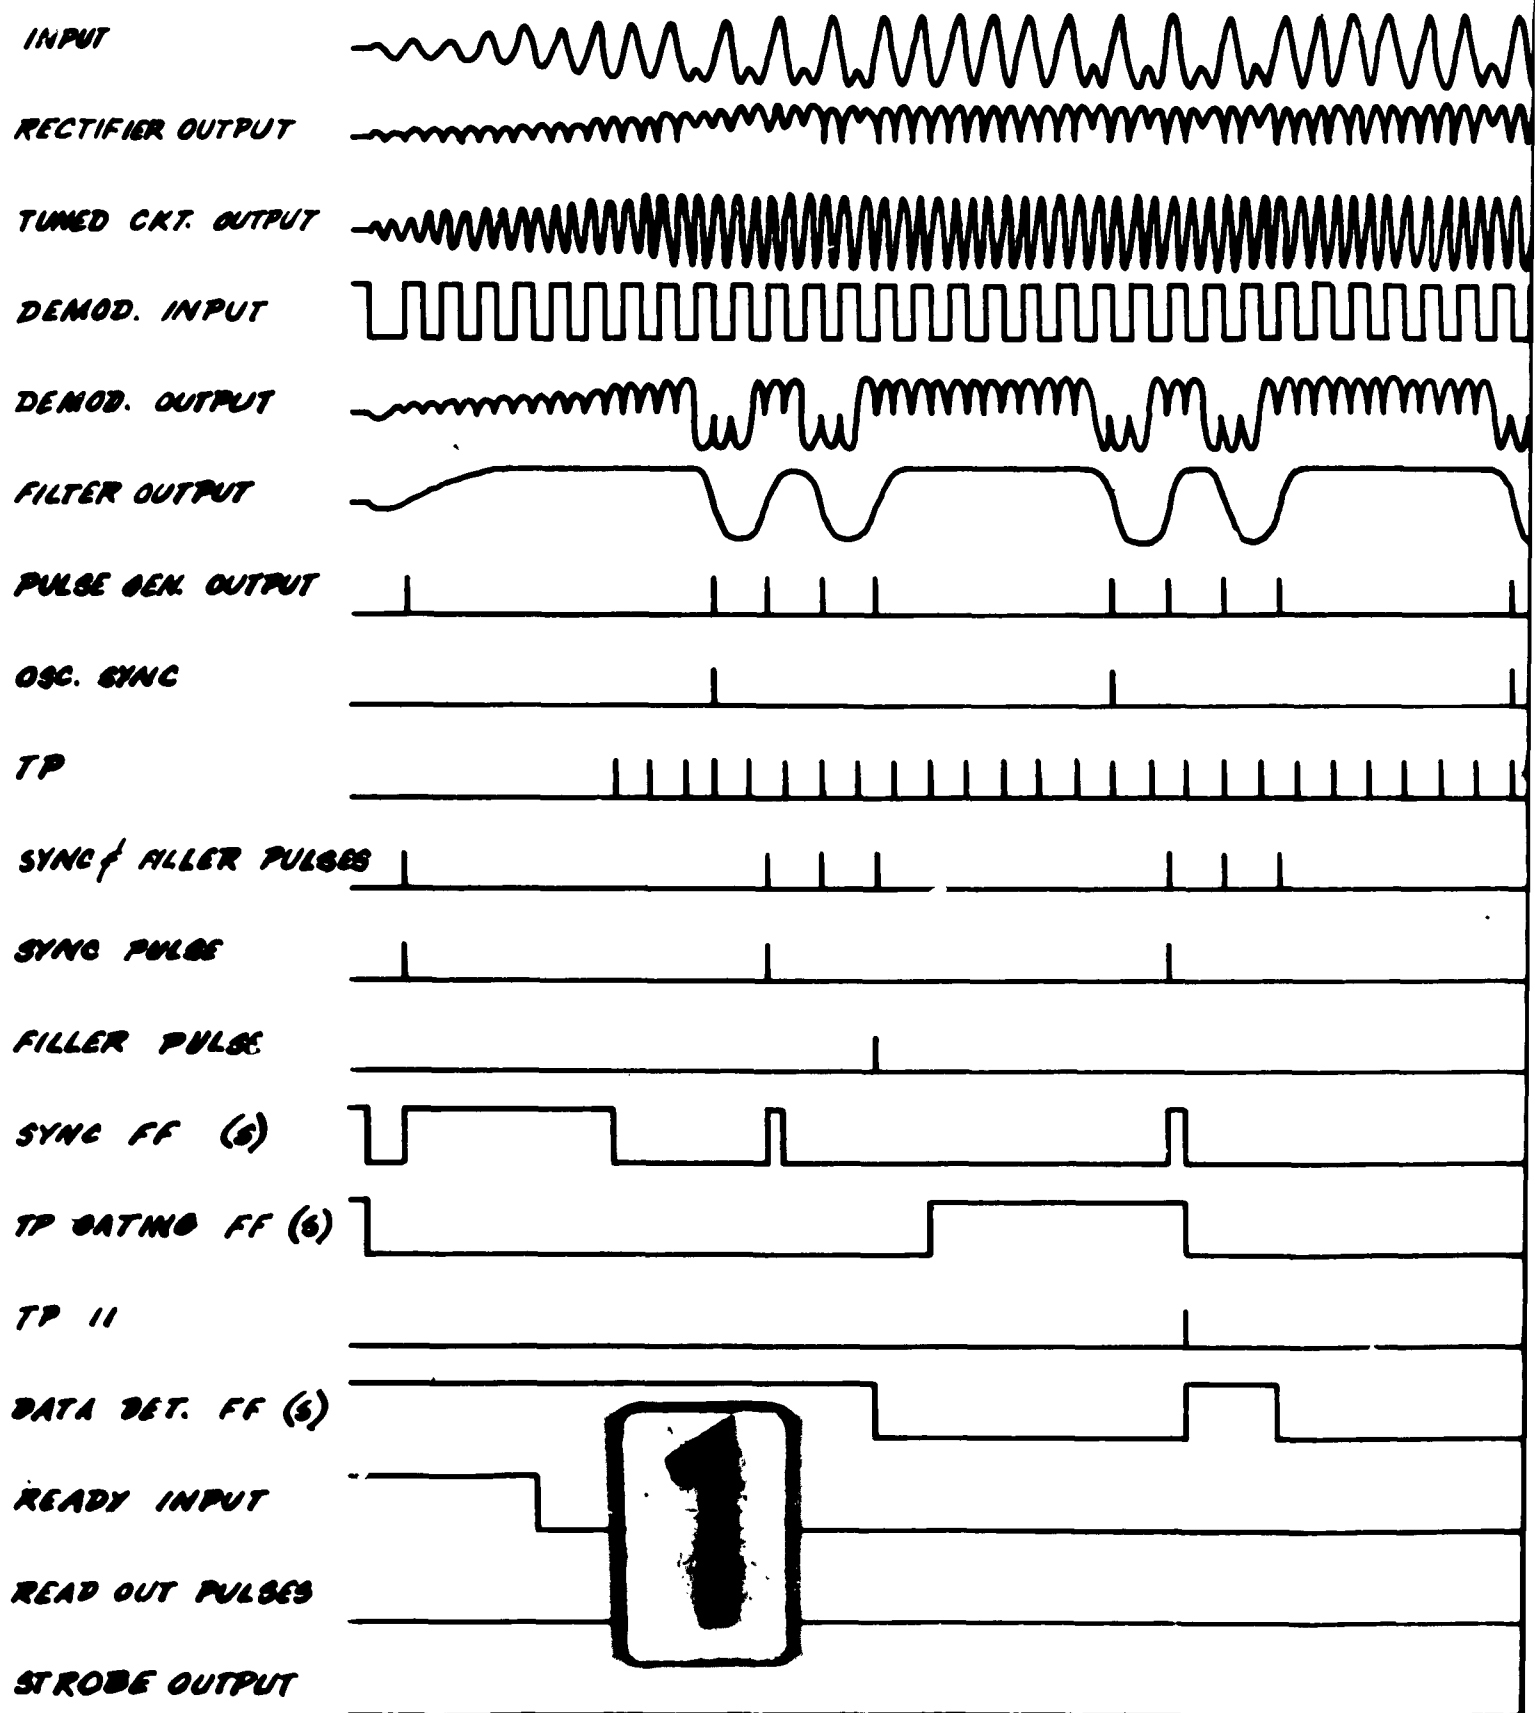 INPUT
RECTIFIER OUTPUT
TUNED CKT. OUTPUT
DEMOD. INPUT
DEMOD. OUTPUT
FILTER OUTPUT
PULSE GEN. OUTPUT
OSC. SYNC
TP
SYNC & FILLER PULSES
SYNC PULSE
FILLER PULSE
SYNC FF (S)
TP GATING FF (S)
TP 11
DATA DET. FF (S)
READY INPUT
READ OUT PULSES
STROBE OUTPUT
1